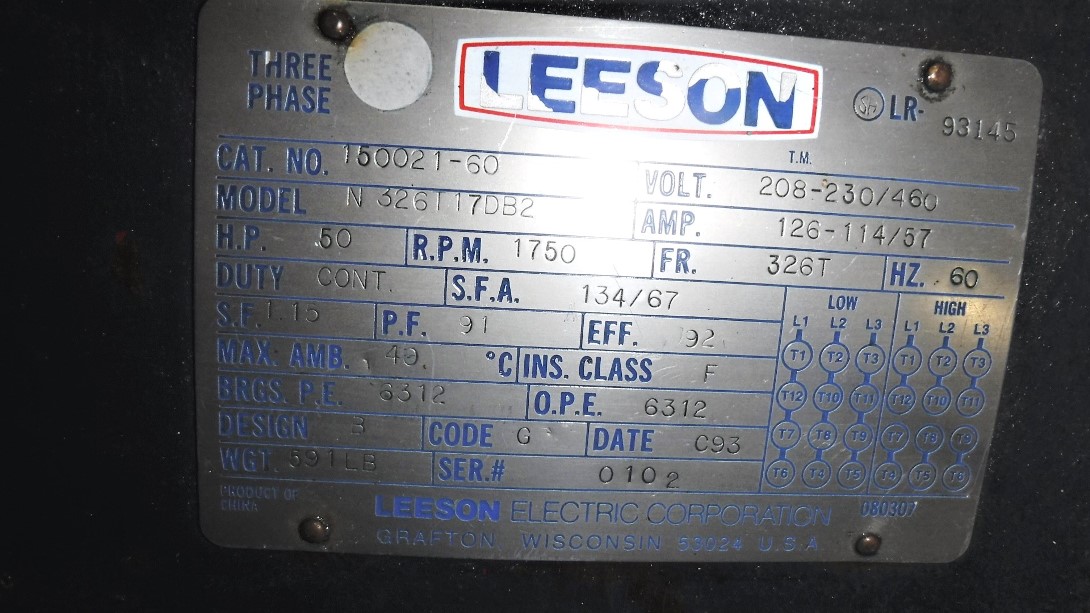 THREE PHASE
LEESON
T.M.
SA LR- 93145
CAT. NO. 150021-60
VOLT. 208-230/460
MODEL N 326T17DB2
AMP. 126-114/57
H.P. 50 R.P.M. 1750 FR. 326T HZ. 60
DUTY CONT. S.F.A. 134/67
S.F. 1.15 P.F. 91 EFF. 92
MAX. AMB. 40. °C INS. CLASS F
BRGS. P.E. 6312 O.P.E. 6312
DESIGN B CODE G DATE C93
WGT. 591LB SER.# 0102
LOW HIGH
L1 L2 L3 L1 L2 L3
T1 T2 T3 T1 T2 T3
T12 T10 T11 T12 T10 T11
T7 T8 T9 T7 T8 T9
T6 T4 T5 T4 T5 T6
PRODUCT OF CHINA
080307
LEESON ELECTRIC CORPORATION
GRAFTON WISCONSIN 53024 U.S.A.